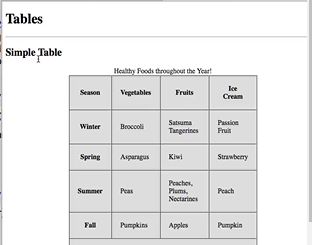 Tables
Simple Table
Healthy Foods throughout the Year!
Season Vegetables Fruits Ice
Cream
Winter Broccoli Satsuma Passion
Tangerines Fruit
Spring Asparagus Kiwi Strawberry
Summer Peas Peaches, Peach
Plums,
Nectarines
Fall Pumpkins Apples Pumpkin